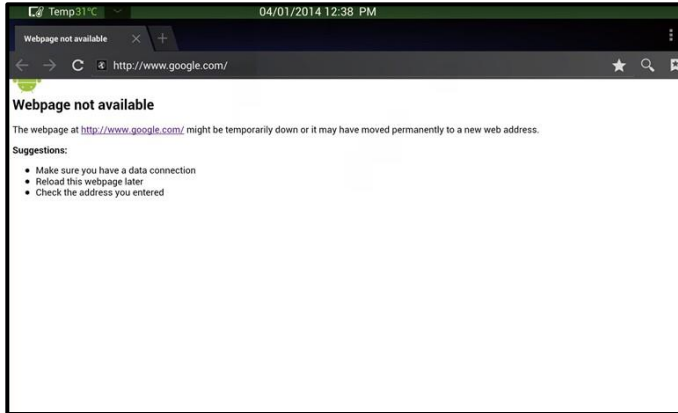 Temp31°C
04/01/2014 12:38 PM
Webpage not available
http://www.google.com/
Webpage not available
The webpage at http://www.google.com/ might be temporarily down or it may have moved permanently to a new web address.
Suggestions:
Make sure you have a data connection
Reload this webpage later
Check the address you entered